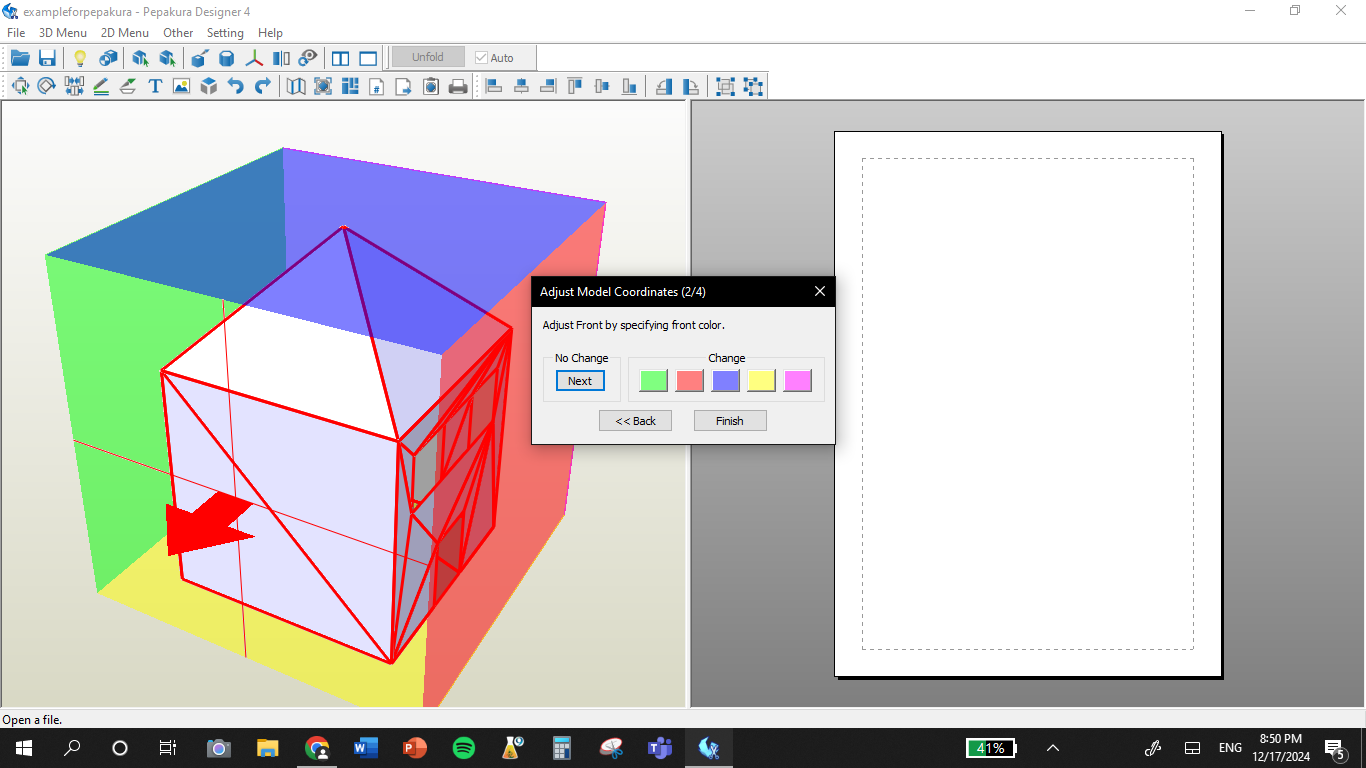 exampleforpepakura - Pepakura Designer 4
File 3D Menu 2D Menu Other Setting Help
Unfold Auto
T #
Adjust Model Coordinates (2/4)
Adjust Front by specifying front color.
No Change Change
Next
<< Back Finish
Open a file.
41% ENG 8:50 PM
12/17/2024
5